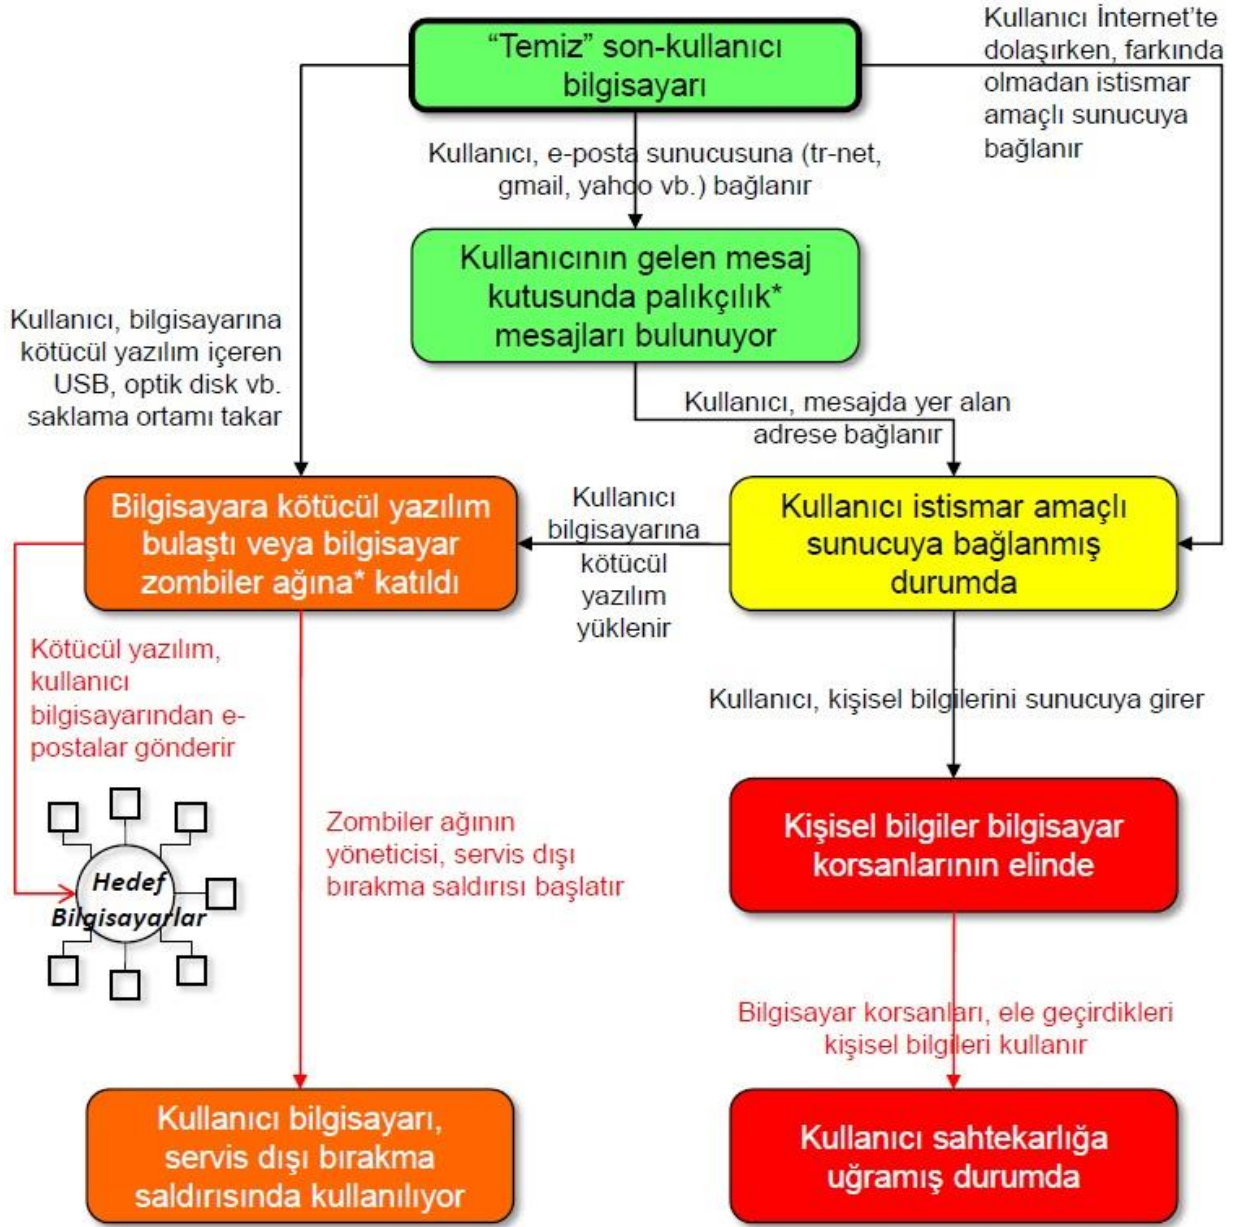 “Temiz” son-kullanıcı
bilgisayarı
Kullanıcı İnternet’te
dolaşırken, farkında
olmadan istismar
amaçlı sunucuya
bağlanır
Kullanıcı, e-posta sunucusuna (tr-net,
gmail, yahoo vb.) bağlanır
Kullanıcının gelen mesaj
kutusunda palıkçılık*
mesajları bulunuyor
Kullanıcı, bilgisayarına
kötücül yazılım içeren
USB, optik disk vb.
saklama ortamı takar
Kullanıcı, mesajda yer alan
adrese bağlanır
Bilgisayara kötücül yazılım
bulaştı veya bilgisayar
zombiler ağına* katıldı
Kullanıcı
bilgisayarına
kötücül
yazılım
yüklenir
Kullanıcı istismar amaçlı
sunucuya bağlanmış
durumda
Kötücül yazılım,
kullanıcı
bilgisayarından e-
postalar gönderir
Kullanıcı, kişisel bilgilerini sunucuya girer
Hedef
Bilgisayarlar
Zombiler ağının
yöneticisi, servis dışı
bırakma saldırısı başlatır
Kişisel bilgiler bilgisayar
korsanlarının elinde
Bilgisayar korsanları, ele geçirdikleri
kişisel bilgileri kullanır
Kullanıcı bilgisayarı,
servis dışı bırakma
saldırısında kullanılıyor
Kullanıcı sahtekarlığa
uğramış durumda